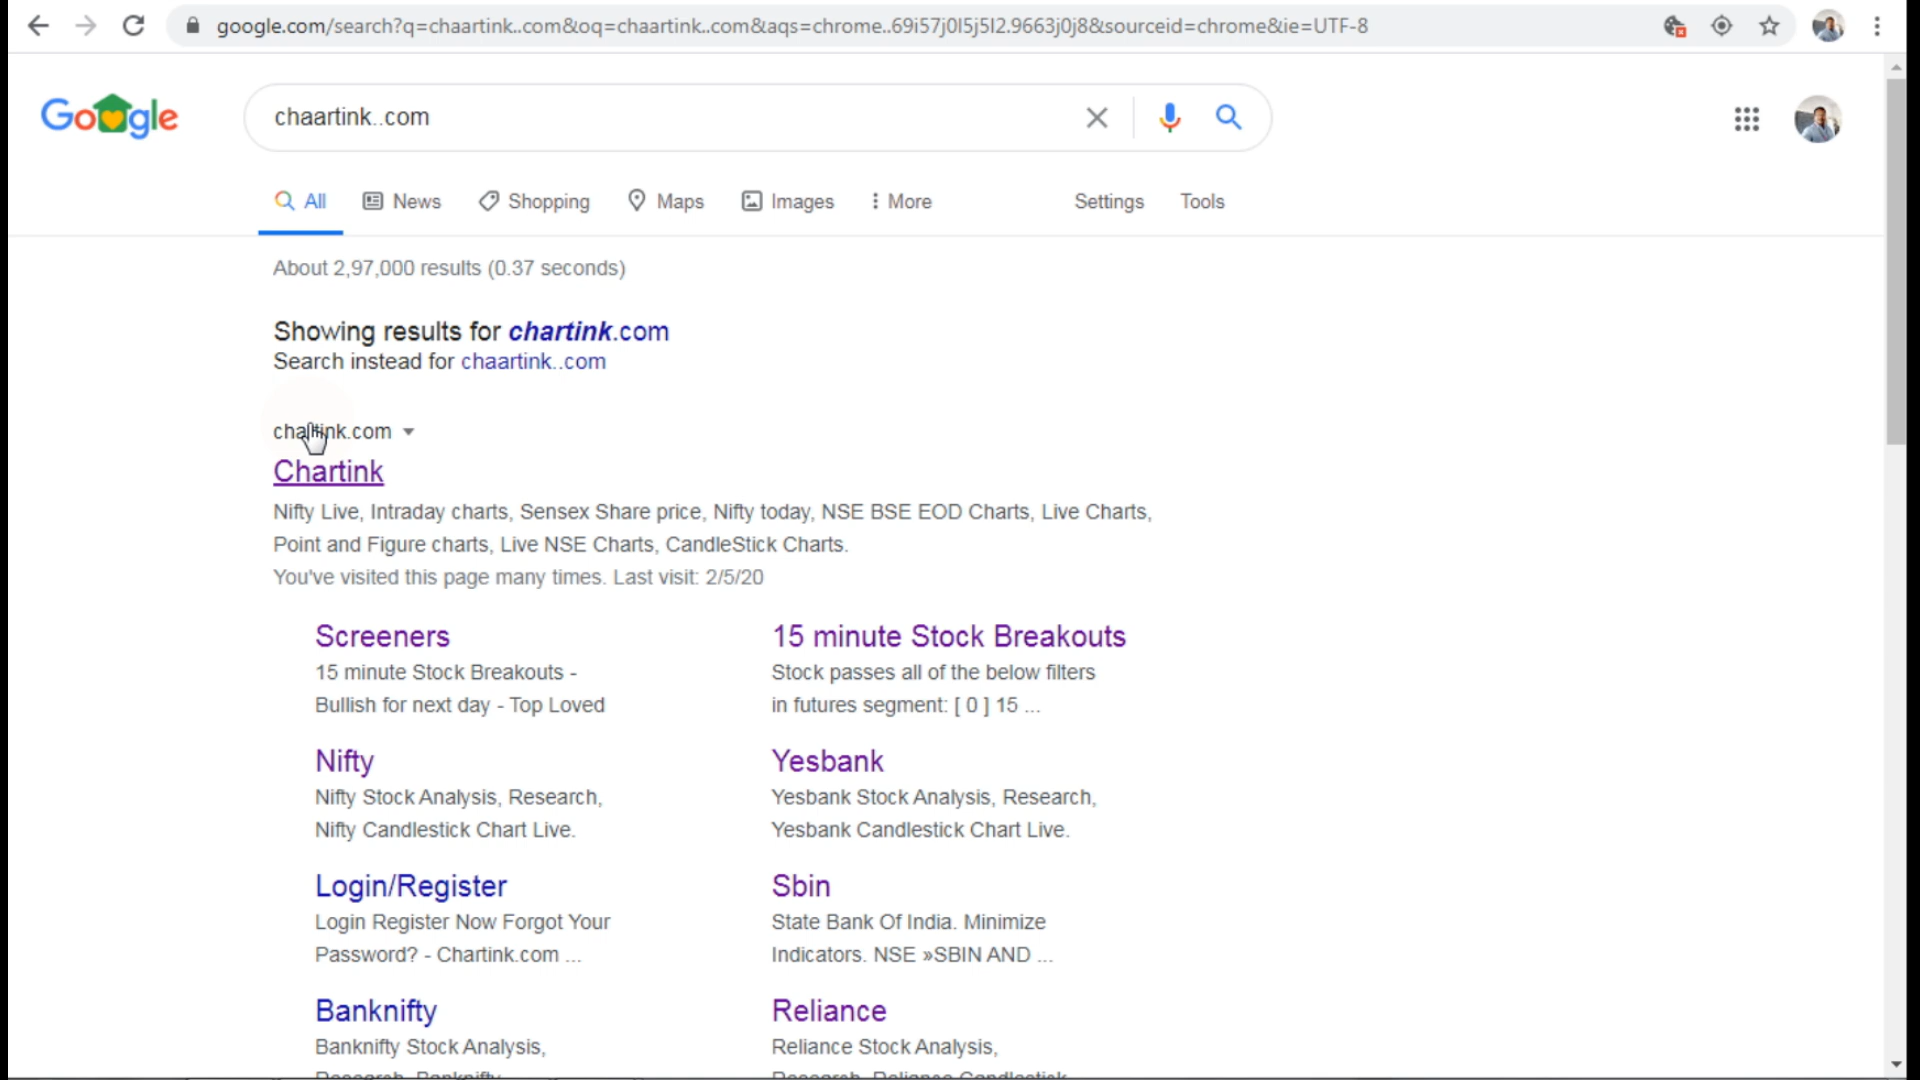 google.com/search?q=chaartink..com&oq=chaartink..com&aqs=chrome..69i57j0l5j5l2.9663j0j8&sourceid=chrome&ie=UTF-8
Google
chaartink..com
All News Shopping Maps Images More Settings Tools
About 2,97,000 results (0.37 seconds)
Showing results for chartink.com
Search instead for chaartink..com
chartink.com
Chartink
Nifty Live, Intraday charts, Sensex Share price, Nifty today, NSE BSE EOD Charts, Live Charts,
Point and Figure charts, Live NSE Charts, CandleStick Charts.
You've visited this page many times. Last visit: 2/5/20
Screeners
15 minute Stock Breakouts -
Bullish for next day - Top Loved
15 minute Stock Breakouts
Stock passes all of the below filters
in futures segment: [ 0 ] 15 ...
Nifty
Nifty Stock Analysis, Research,
Nifty Candlestick Chart Live.
Yesbank
Yesbank Stock Analysis, Research,
Yesbank Candlestick Chart Live.
Login/Register
Login Register Now Forgot Your
Password? - Chartink.com ...
Sbin
State Bank Of India. Minimize
Indicators. NSE »SBIN AND ...
Banknifty
Banknifty Stock Analysis,
Research, Banknifty
Reliance
Reliance Stock Analysis,
Research, Reliance Candlestick